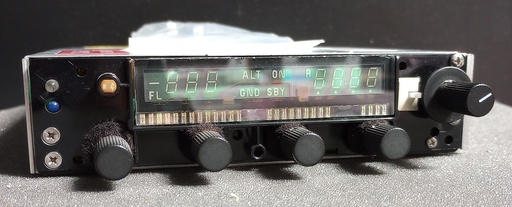 -888 ALT ON R 8888
FL GND SBY